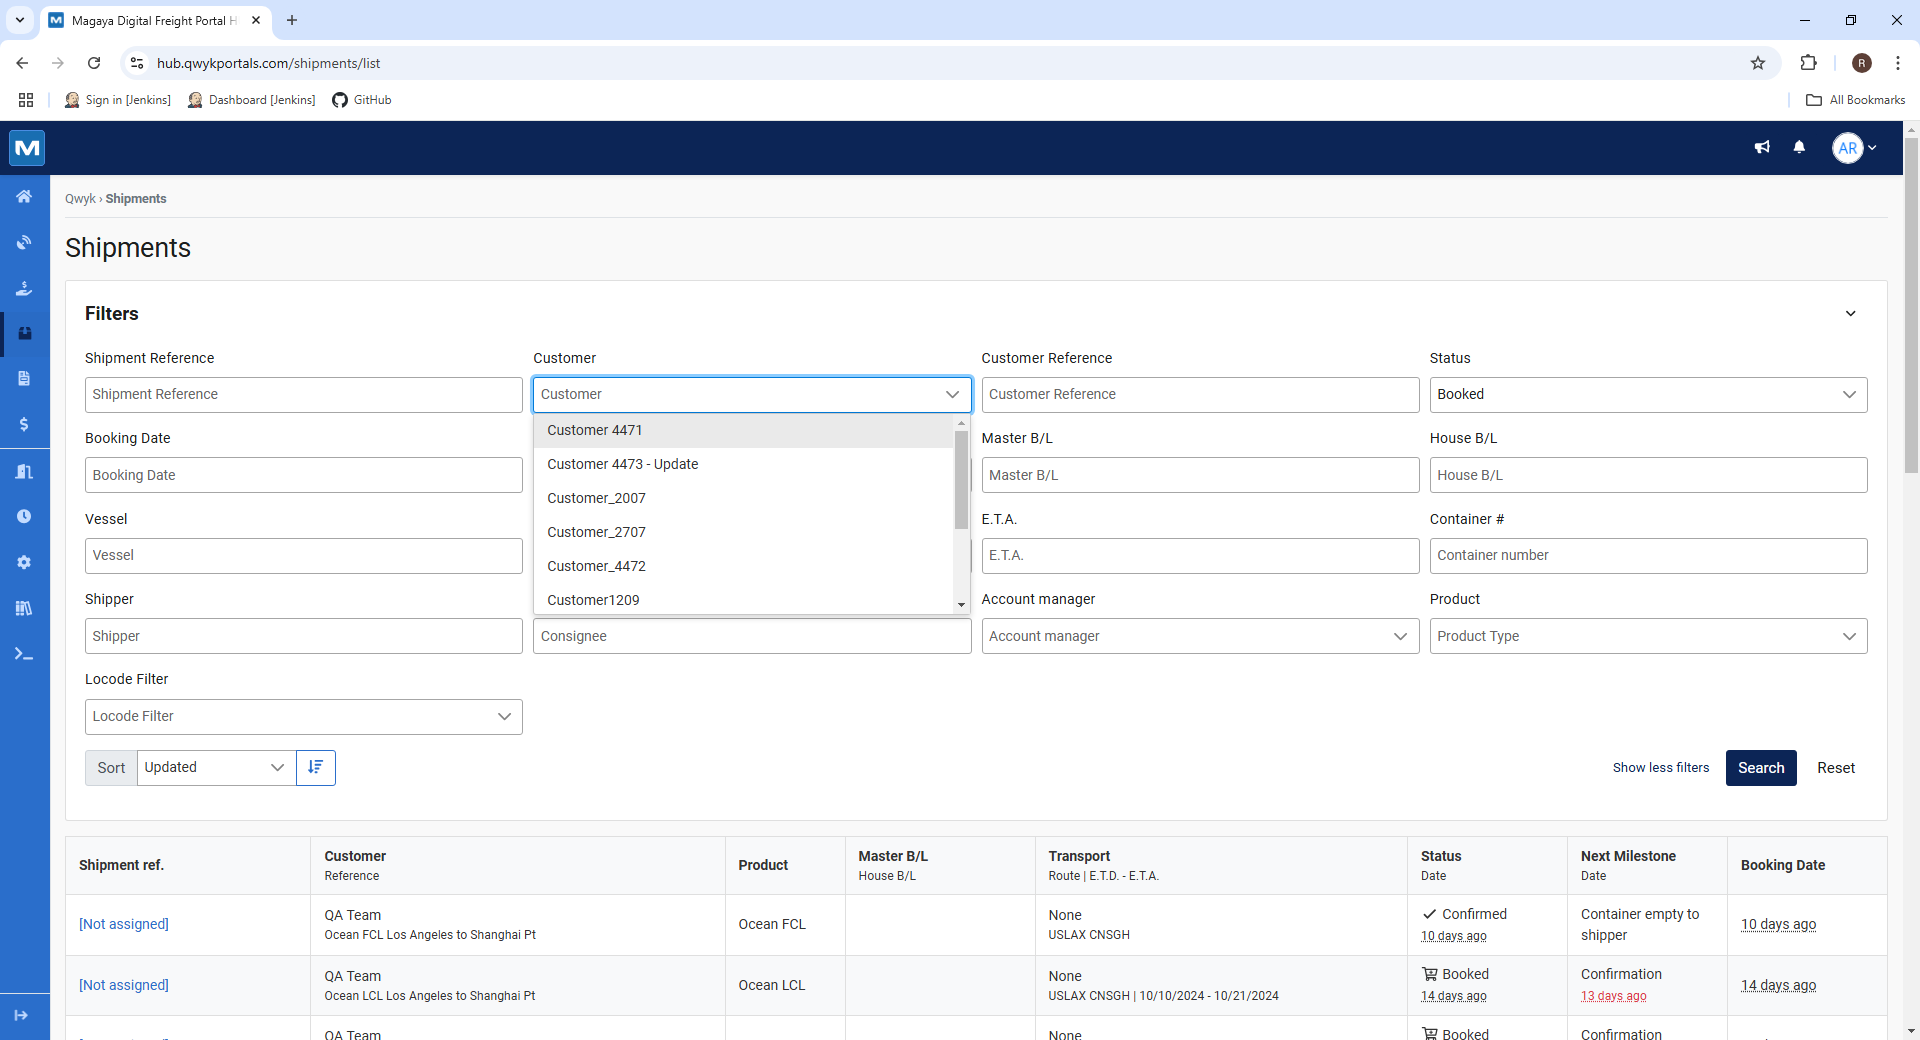 Magaya Digital Freight Portal H
hub.qwykportals.com/shipments/list
R
Sign in [Jenkins]
Dashboard [Jenkins]
GitHub
All Bookmarks
M
AR
Qwyk › Shipments
Shipments
Filters
Shipment Reference
Customer
Customer Reference
Status
Shipment Reference
Customer
Customer Reference
Booked
Customer 4471
Customer 4473 - Update
Customer_2007
Customer_2707
Customer_4472
Customer1209
Booking Date
Master B/L
House B/L
Booking Date
Master B/L
House B/L
Vessel
E.T.A.
Container #
Vessel
E.T.A.
Container number
Shipper
Account manager
Product
Shipper
Consignee
Account manager
Product Type
Locode Filter
Locode Filter
Sort
Updated
Show less filters
Search
Reset
Shipment ref.
Customer
Reference
Product
Master B/L
House B/L
Transport
Route | E.T.D. - E.T.A.
Status
Date
Next Milestone
Date
Booking Date
[Not assigned]
QA Team
Ocean FCL Los Angeles to Shanghai Pt
Ocean FCL
None
USLAX CNSGH
Confirmed
10 days ago
Container empty to
shipper
10 days ago
[Not assigned]
QA Team
Ocean LCL Los Angeles to Shanghai Pt
Ocean LCL
None
USLAX CNSGH | 10/10/2024 - 10/21/2024
Booked
14 days ago
Confirmation
13 days ago
14 days ago
QA Team
None
Booked
Confirmation